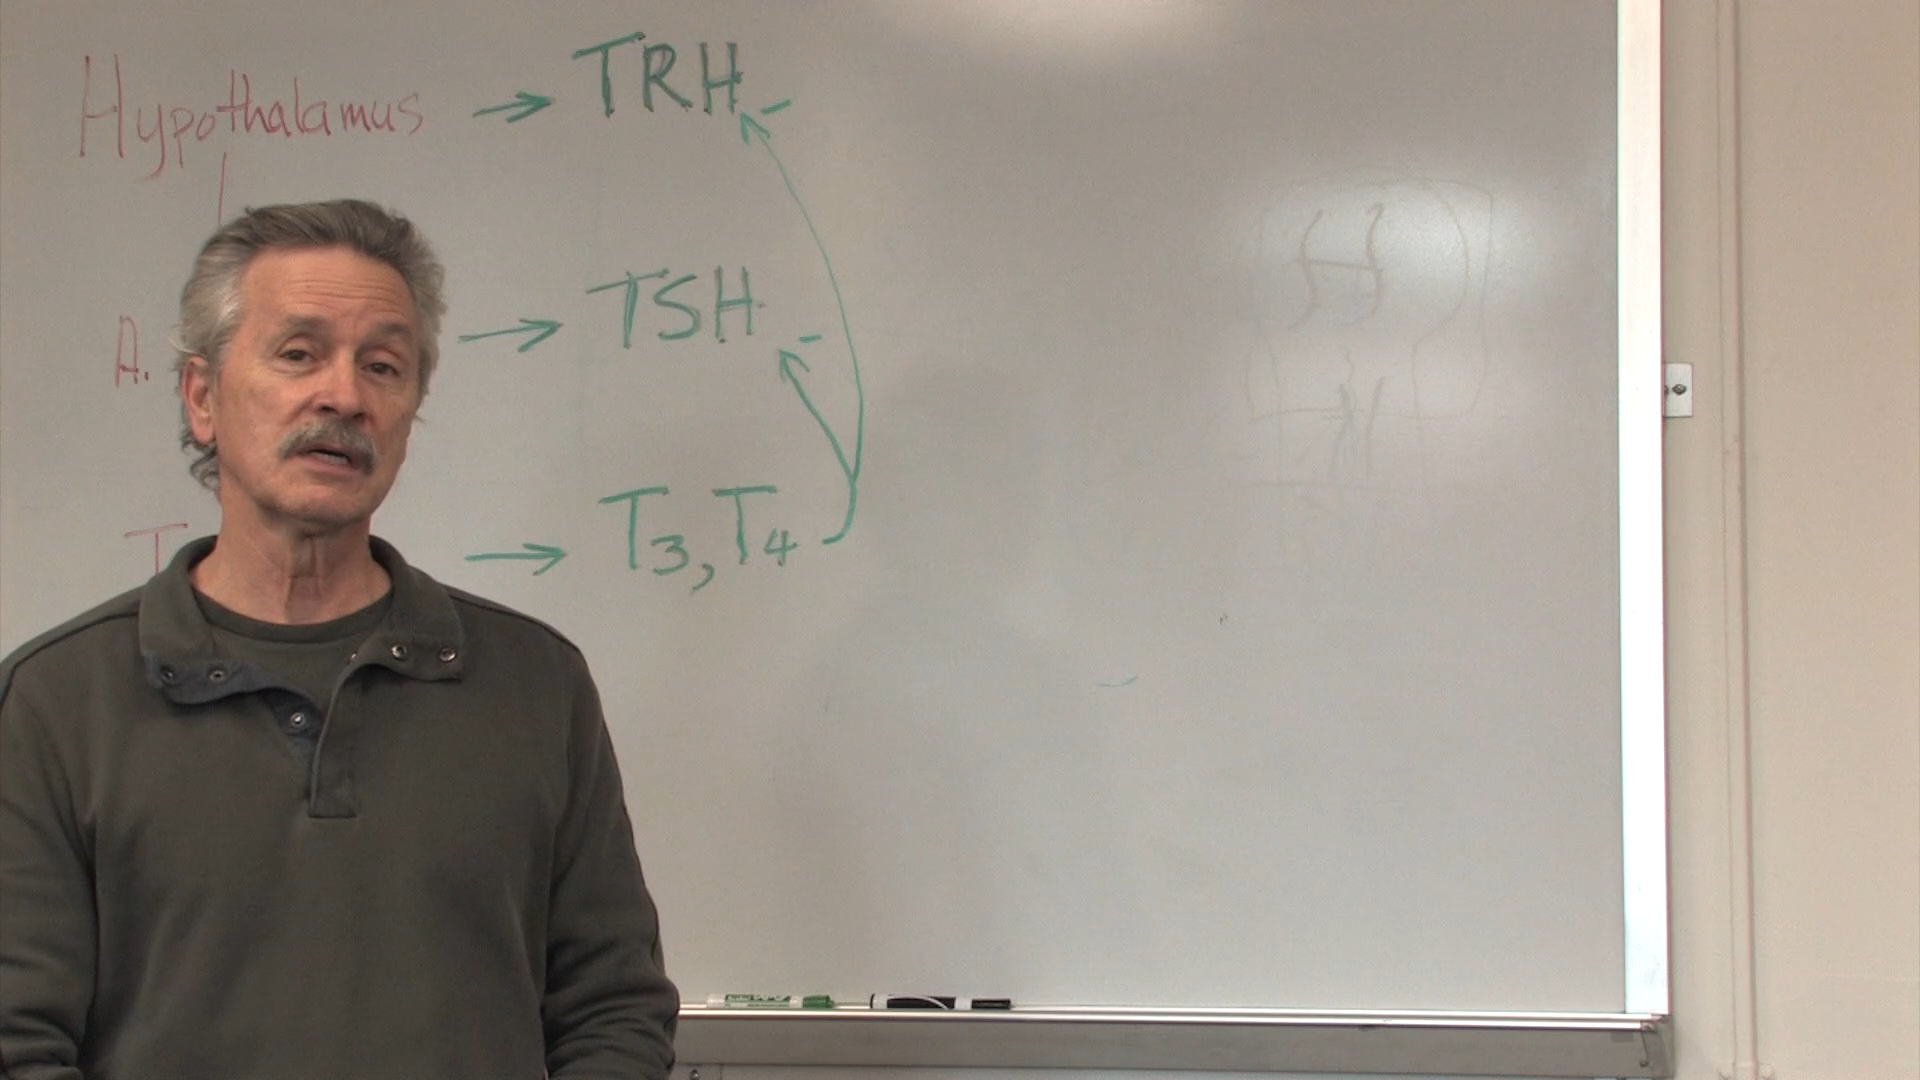 Hypothalamus → TRH -
A. → TSH -
T → T3, T4
H